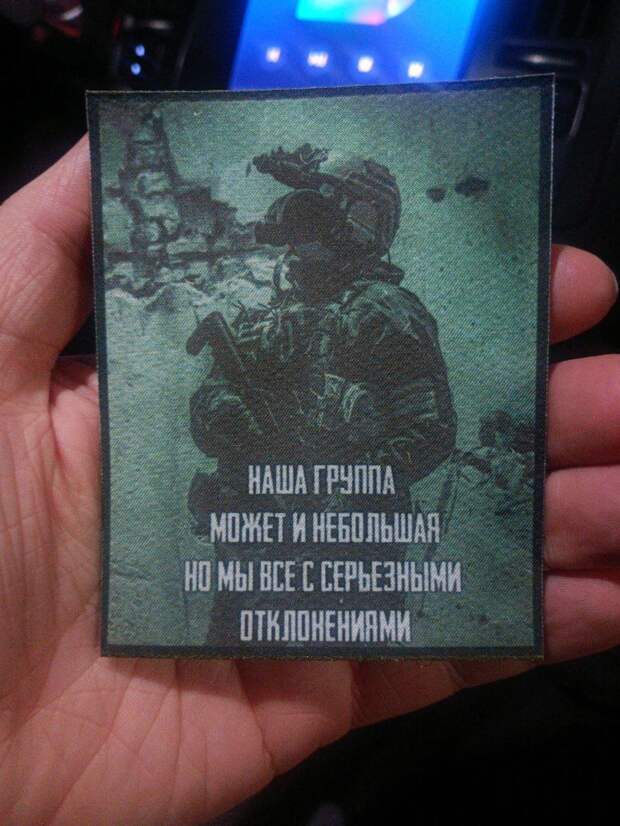 НАША ГРУППА
МОЖЕТ И НЕБОЛЬШАЯ
НО МЫ ВСЕ С СЕРЬЕЗНЫМИ
ОТКЛОНЕНИЯМИ